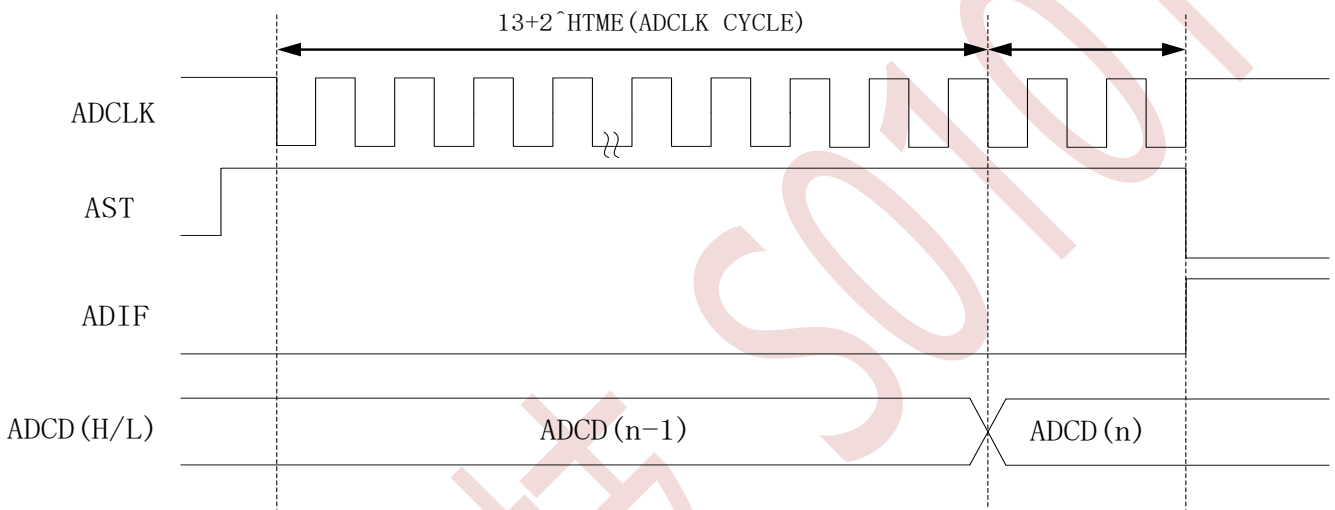 13+2^HTME(ADCLK CYCLE)
ADCLK
AST
ADIF
ADCD(H/L)
ADCD(n-1)
ADCD(n)